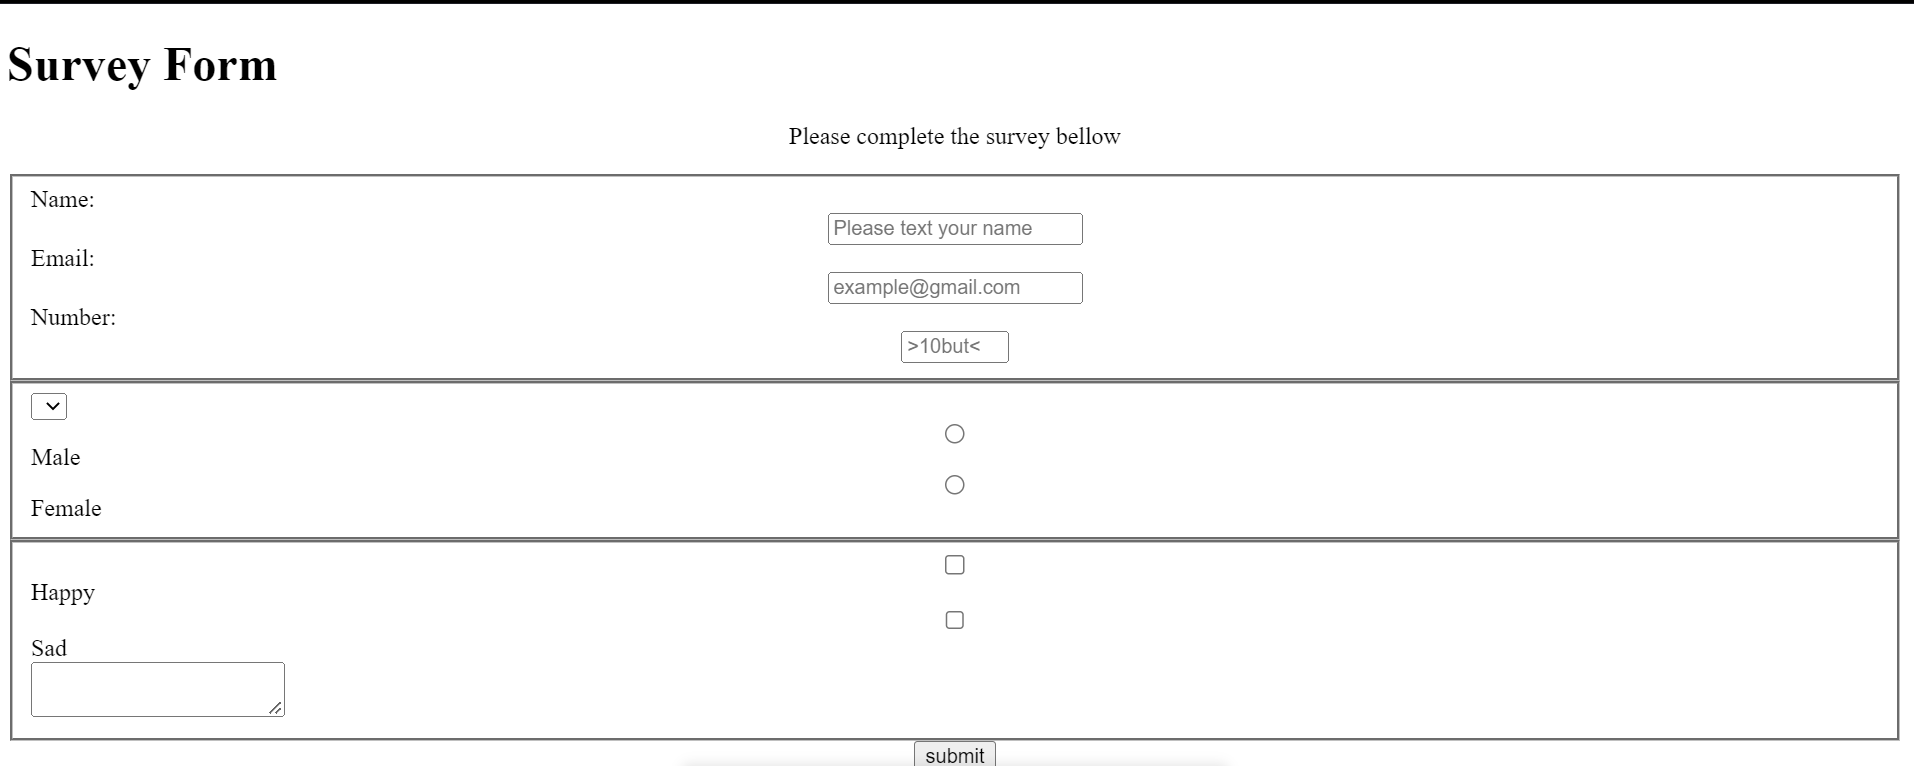 Survey Form
Please complete the survey bellow
Name:
Please text your name
Email:
example@gmail.com
Number:
>10but<
Male
Female
Happy
Sad
submit